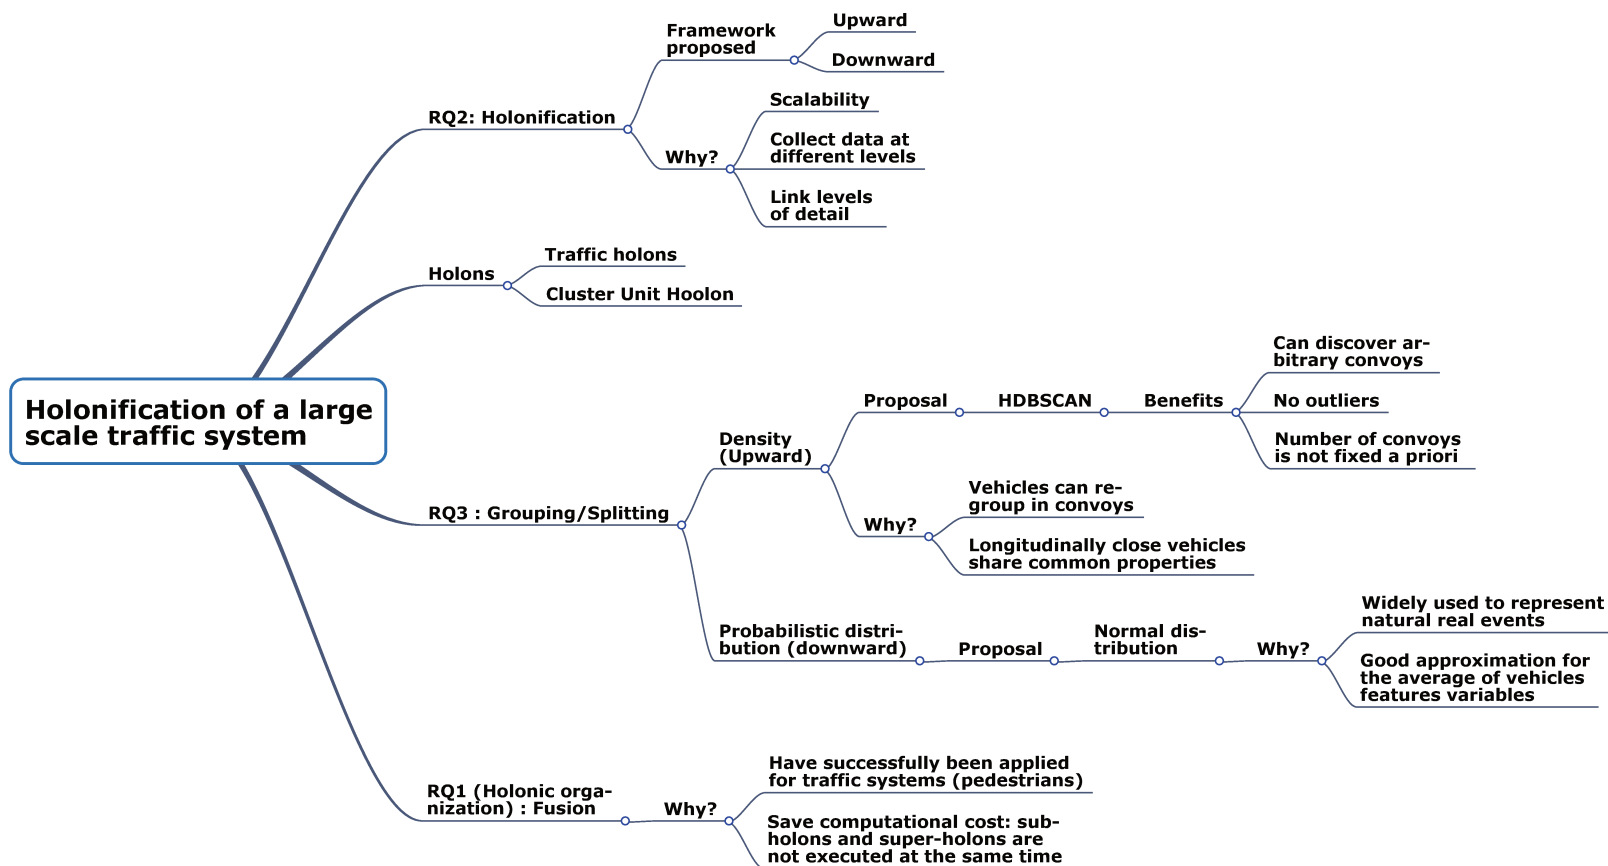 Holonification of a large
scale traffic system
RQ2: Holonification
Framework
proposed
Upward
Downward
Why?
Scalability
Collect data at
different levels
Link levels
of detail
Holons
Traffic holons
Cluster Unit Hoolon
RQ3 : Grouping/Splitting
Density
(Upward)
Proposal
HDBSCAN
Benefits
Can discover ar-
bitrary convoys
No outliers
Number of convoys
is not fixed a priori
Why?
Vehicles can re-
group in convoys
Longitudinally close vehicles
share common properties
Probabilistic distri-
bution (downward)
Proposal
Normal dis-
tribution
Why?
Widely used to represent
natural real events
Good approximation for
the average of vehicles
features variables
RQ1 (Holonic orga-
nization) : Fusion
Why?
Have successfully been applied
for traffic systems (pedestrians)
Save computational cost: sub-
holons and super-holons are
not executed at the same time